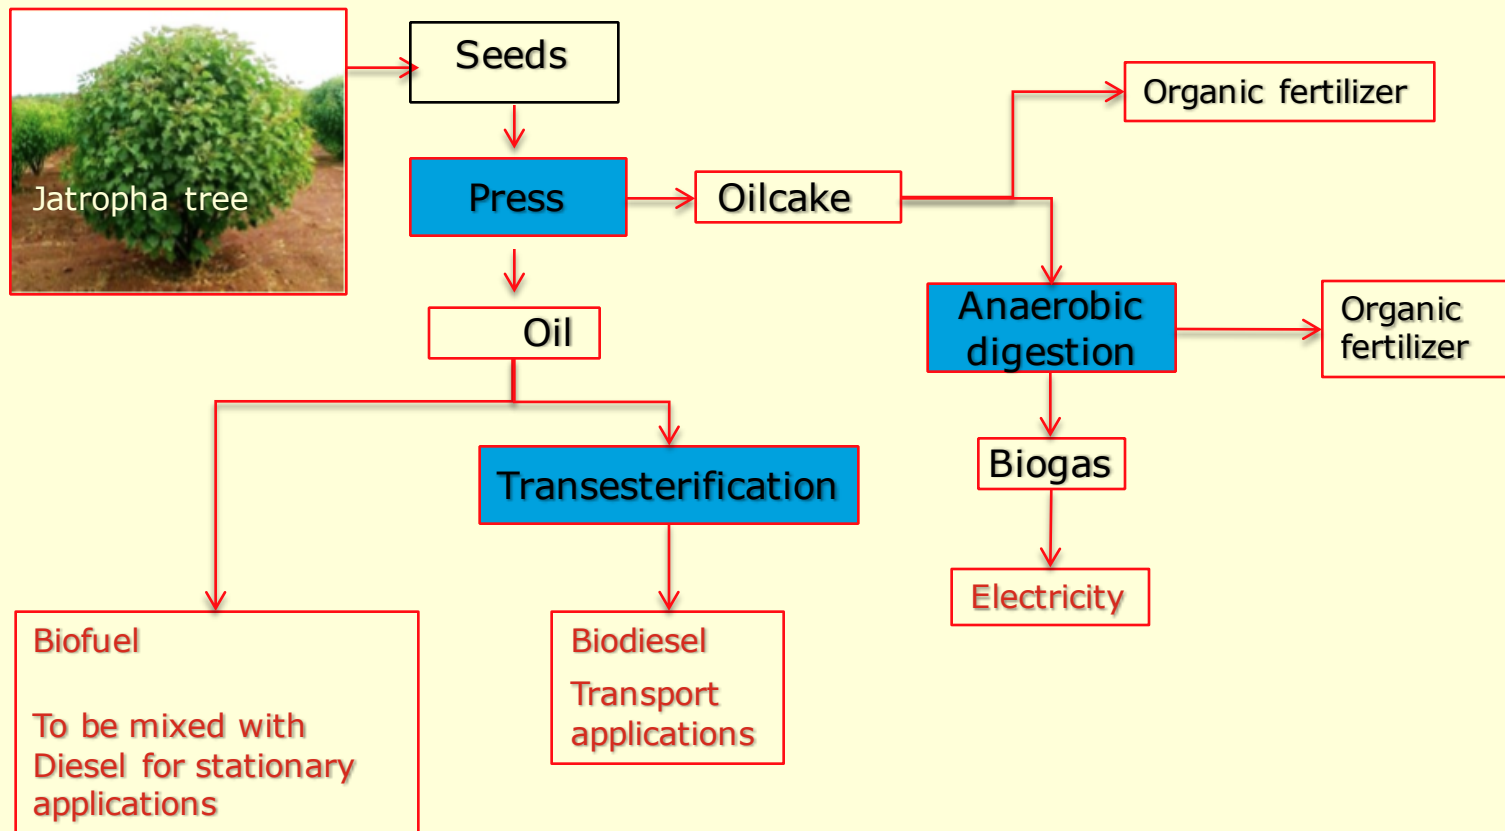 Seeds
Organic fertilizer
Jatropha tree
Press
Oilcake
Oil
Anaerobic
digestion
Organic
fertilizer
Transesterification
Biogas
Electricity
Biofuel
To be mixed with
Diesel for stationary
applications
Biodiesel
Transport
applications